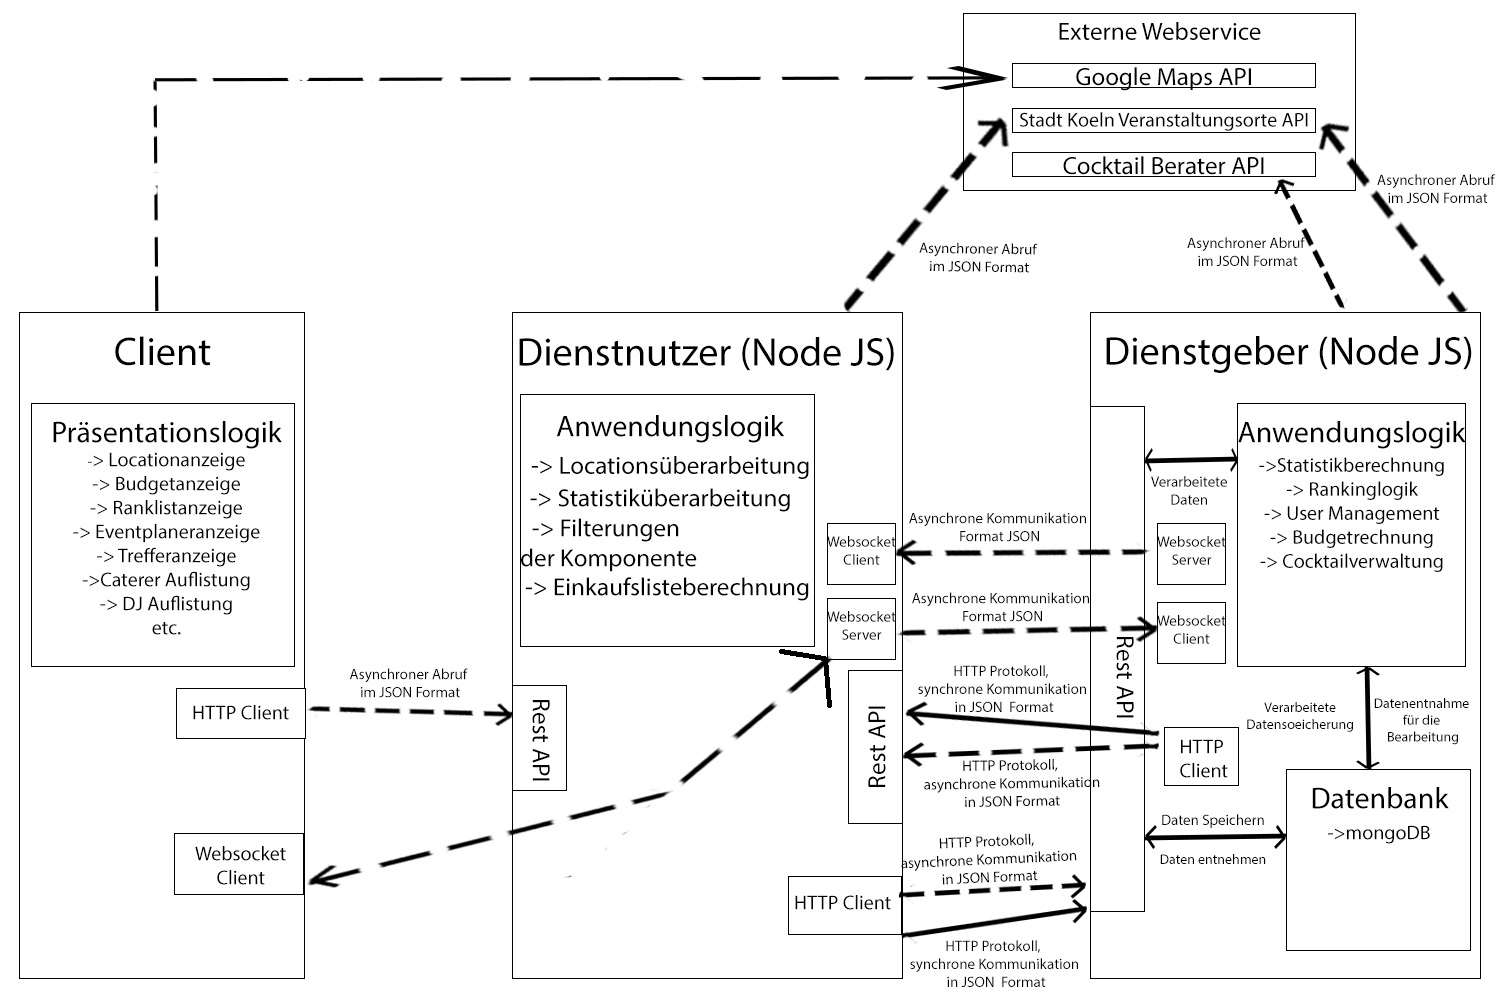 Externe Webservice
Google Maps API
Stadt Koeln Veranstaltungsorte API
Cocktail Berater API
Asynchroner Abruf
im JSON Format
Asynchroner Abruf
im JSON Format
Asynchroner Abruf
im JSON Format
Client
Präsentationslogik
-> Locationanzeige
-> Budgetanzeige
-> Ranklistanzeige
-> Eventplaneranzeige
-> Trefferanzeige
->Caterer Auflistung
-> DJ Auflistung
etc.
HTTP Client
Websocket
Client
Asynchroner Abruf
im JSON Format
Dienstnutzer (Node JS)
Anwendungslogik
-> Locationsüberarbeitung
-> Statistiküberarbeitung
-> Filterungen
der Komponente
-> Einkaufslisteberechnung
Websocket
Client
Websocket
Server
Rest API
Rest API
HTTP Client
Asynchrone Kommunikation
Format JSON
Asynchrone Kommunikation
Format JSON
HTTP Protokoll,
synchrone Kommunikation
in JSON  Format
HTTP Protokoll,
asynchrone Kommunikation
in JSON Format
HTTP Protokoll,
asynchrone Kommunikation
in JSON Format
HTTP Protokoll,
synchrone Kommunikation
in JSON  Format
Dienstgeber (Node JS)
Rest API
Verarbeitete
Daten
Websocket
Server
Websocket
Client
Anwendungslogik
->Statistikberechnung
-> Rankinglogik
-> User Management
-> Budgetrechnung
-> Cocktailverwaltung
Verarbeitete
Datensoeicherung
Datenentnahme
für die
Bearbeitung
HTTP
Client
Daten Speichern
Daten entnehmen
Datenbank
->mongoDB